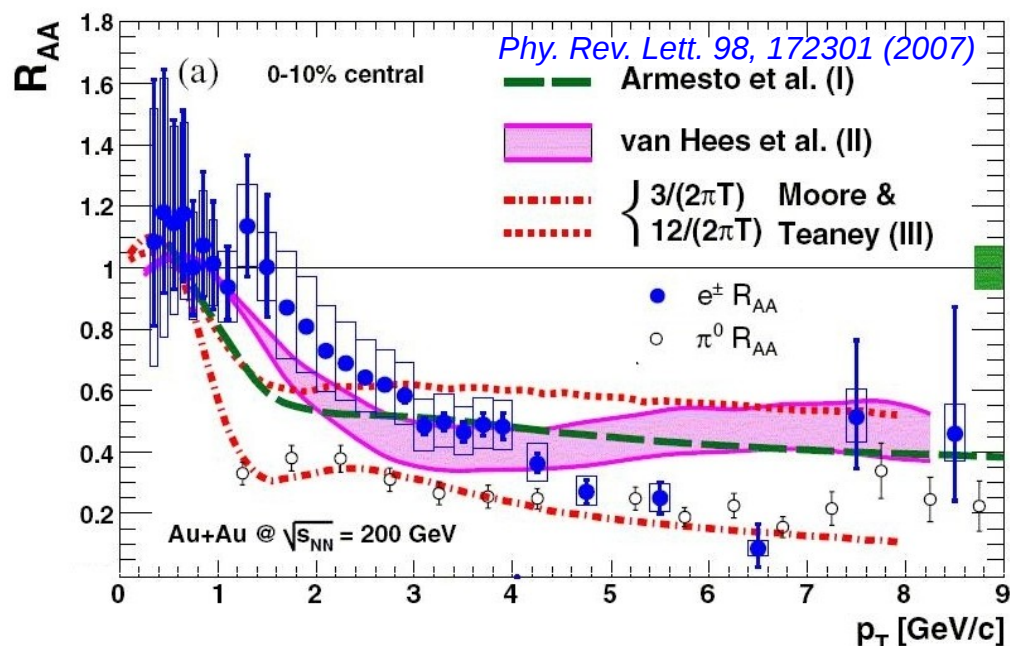 R_AA
1.8
1.6
1.4
1.2
1
0.8
0.6
0.4
0.2
Phy. Rev. Lett. 98, 172301 (2007)
(a) 0-10% central
Armesto et al. (I)
van Hees et al. (II)
3/(2πT) Moore &
12/(2πT) Teaney (III)
e± R_AA
π⁰ R_AA
Au+Au @ √s_NN = 200 GeV
0 1 2 3 4 5 6 7 8 9
p_T [GeV/c]